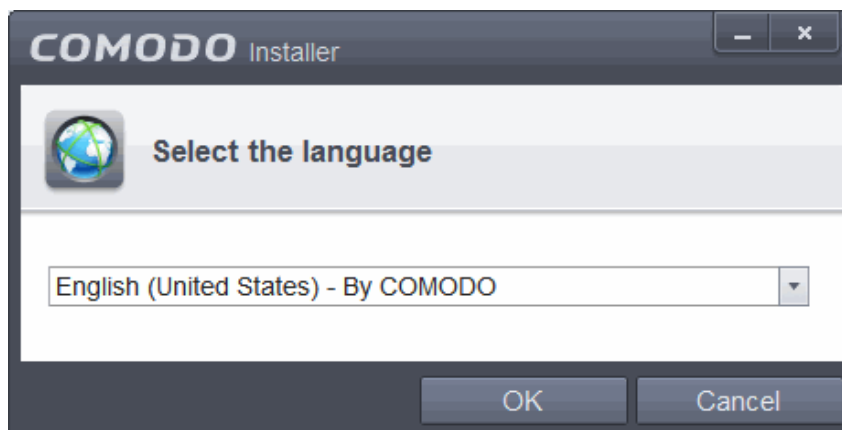 COMODO Installer
Select the language
English (United States) - By COMODO
OK Cancel